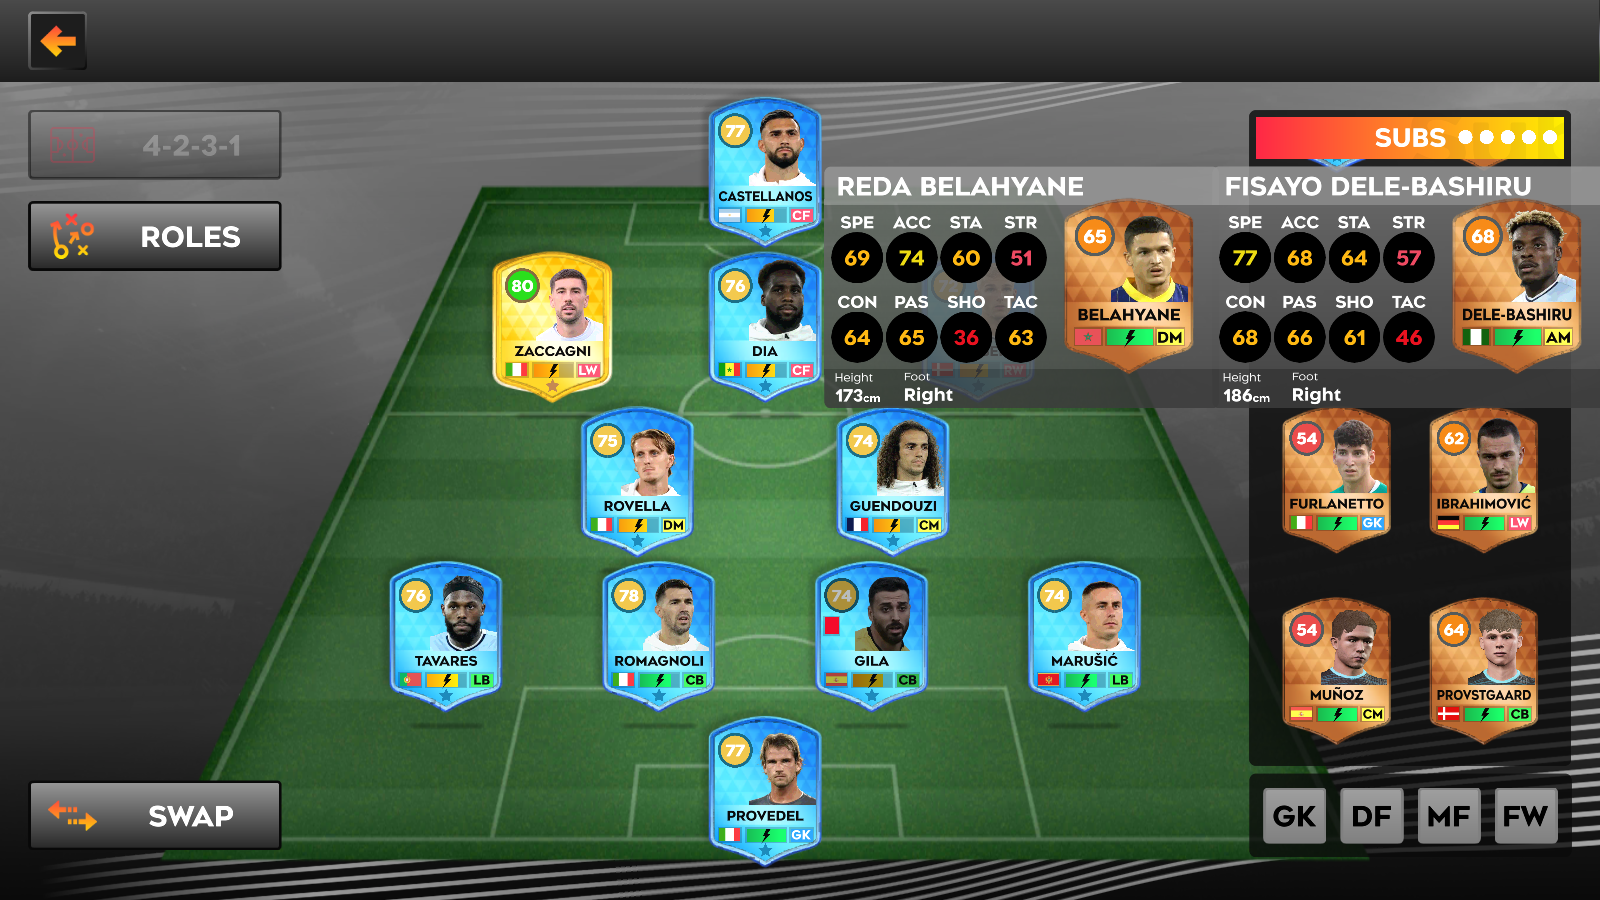 4-2-3-1
ROLES
SWAP
77
CASTELLANOS
CF
80
ZACCAGNI
LW
76
DIA
CF
75
ROVELLA
DM
74
GUENDOUZI
CM
76
TAVARES
LB
78
ROMAGNOLI
CB
74
GILA
CB
74
MARUŠIĆ
LB
77
PROVEDEL
GK
REDA BELAHYANE
SPE ACC STA STR
69 74 60 51
CON PAS SHO TAC
64 65 36 63
Height Foot
173cm Right
65
BELAHYANE
DM
RW
FISAYO DELE-BASHIRU
SPE ACC STA STR
77 68 64 57
CON PAS SHO TAC
68 66 61 46
Height Foot
186cm Right
68
DELE-BASHIRU
AM
SUBS
54
FURLANETTO
GK
62
IBRAHIMOVIĆ
LW
54
MUÑOZ
CM
64
PROVSTGAARD
CB
GK DF MF FW